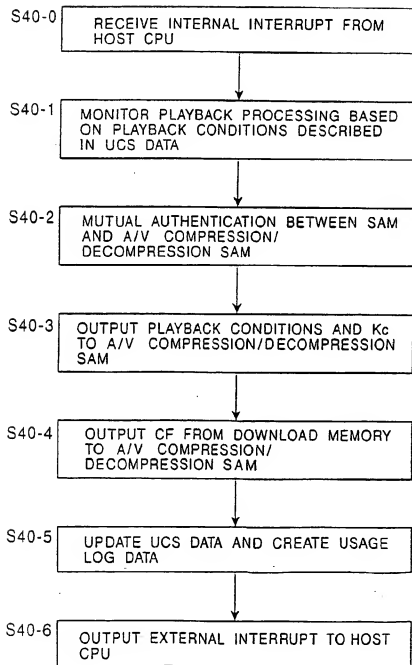 S40-0
RECEIVE INTERNAL INTERRUPT FROM
HOST CPU
S40-1
MONITOR PLAYBACK PROCESSING BASED
ON PLAYBACK CONDITIONS DESCRIBED
IN UCS DATA
S40-2
MUTUAL AUTHENTICATION BETWEEN SAM
AND A/V COMPRESSION/
DECOMPRESSION SAM
S40-3
OUTPUT PLAYBACK CONDITIONS AND Kc
TO A/V COMPRESSION/DECOMPRESSION
SAM
S40-4
OUTPUT CF FROM DOWNLOAD MEMORY
TO A/V COMPRESSION/
DECOMPRESSION SAM
S40-5
UPDATE UCS DATA AND CREATE USAGE
LOG DATA
S40-6
OUTPUT EXTERNAL INTERRUPT TO HOST
CPU